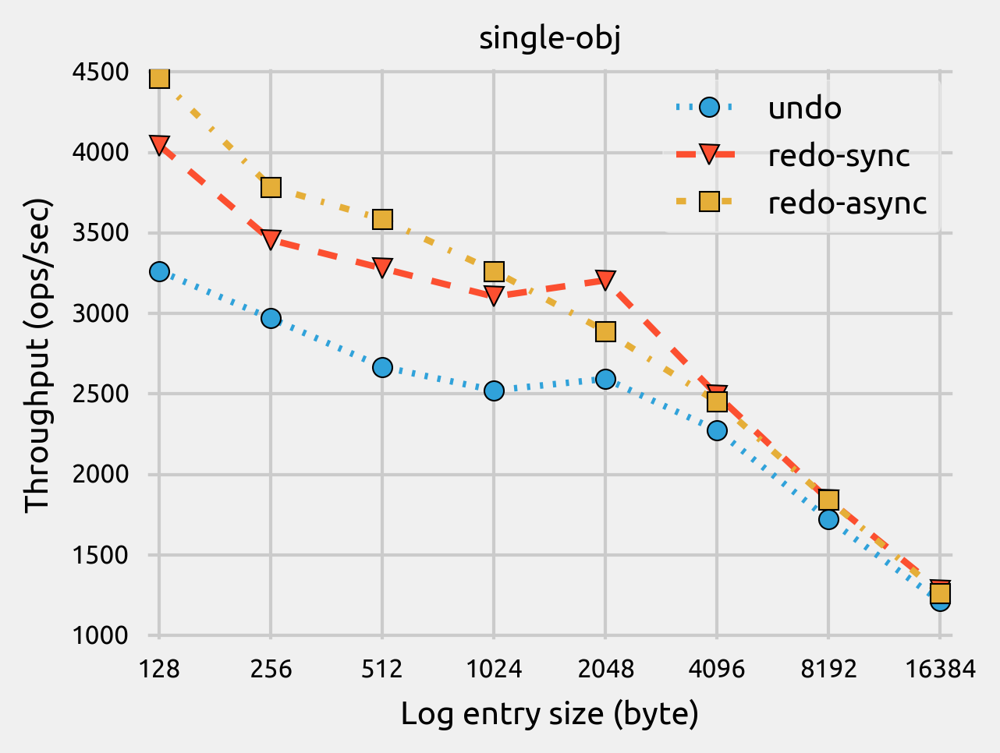 single-obj
4500
4000
3500
3000
2500
2000
1500
1000
Throughput (ops/sec)
undo
redo-sync
redo-async
128 256 512 1024 2048 4096 8192 16384
Log entry size (byte)